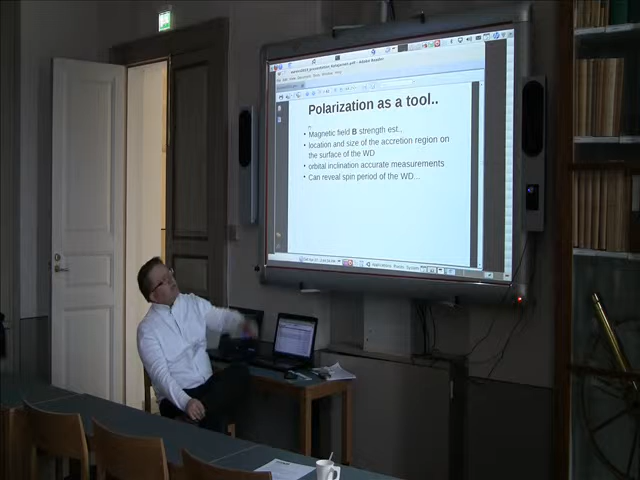 Polarization as a tool..
• Magnetic field B strength est..
• location and size of the accretion region on
the surface of the WD
• orbital inclination accurate measurements
• Can reveal spin period of the WD...